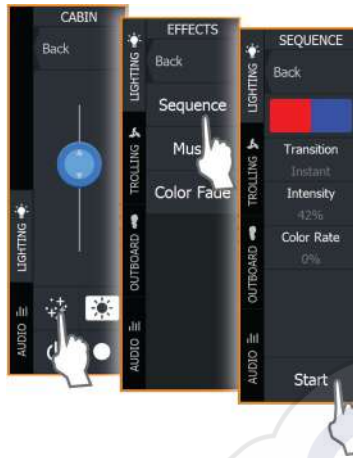 CABIN
Back
LIGHTING
AUDIO
EFFECTS
Back
Sequence
Mus
Color Fade
LIGHTING
TROLLING
OUTBOARD
AUDIO
SEQUENCE
Back
Transition
Instant
Intensity
42%
Color Rate
0%
Start
LIGHTING
TROLLING
OUTBOARD
AUDIO